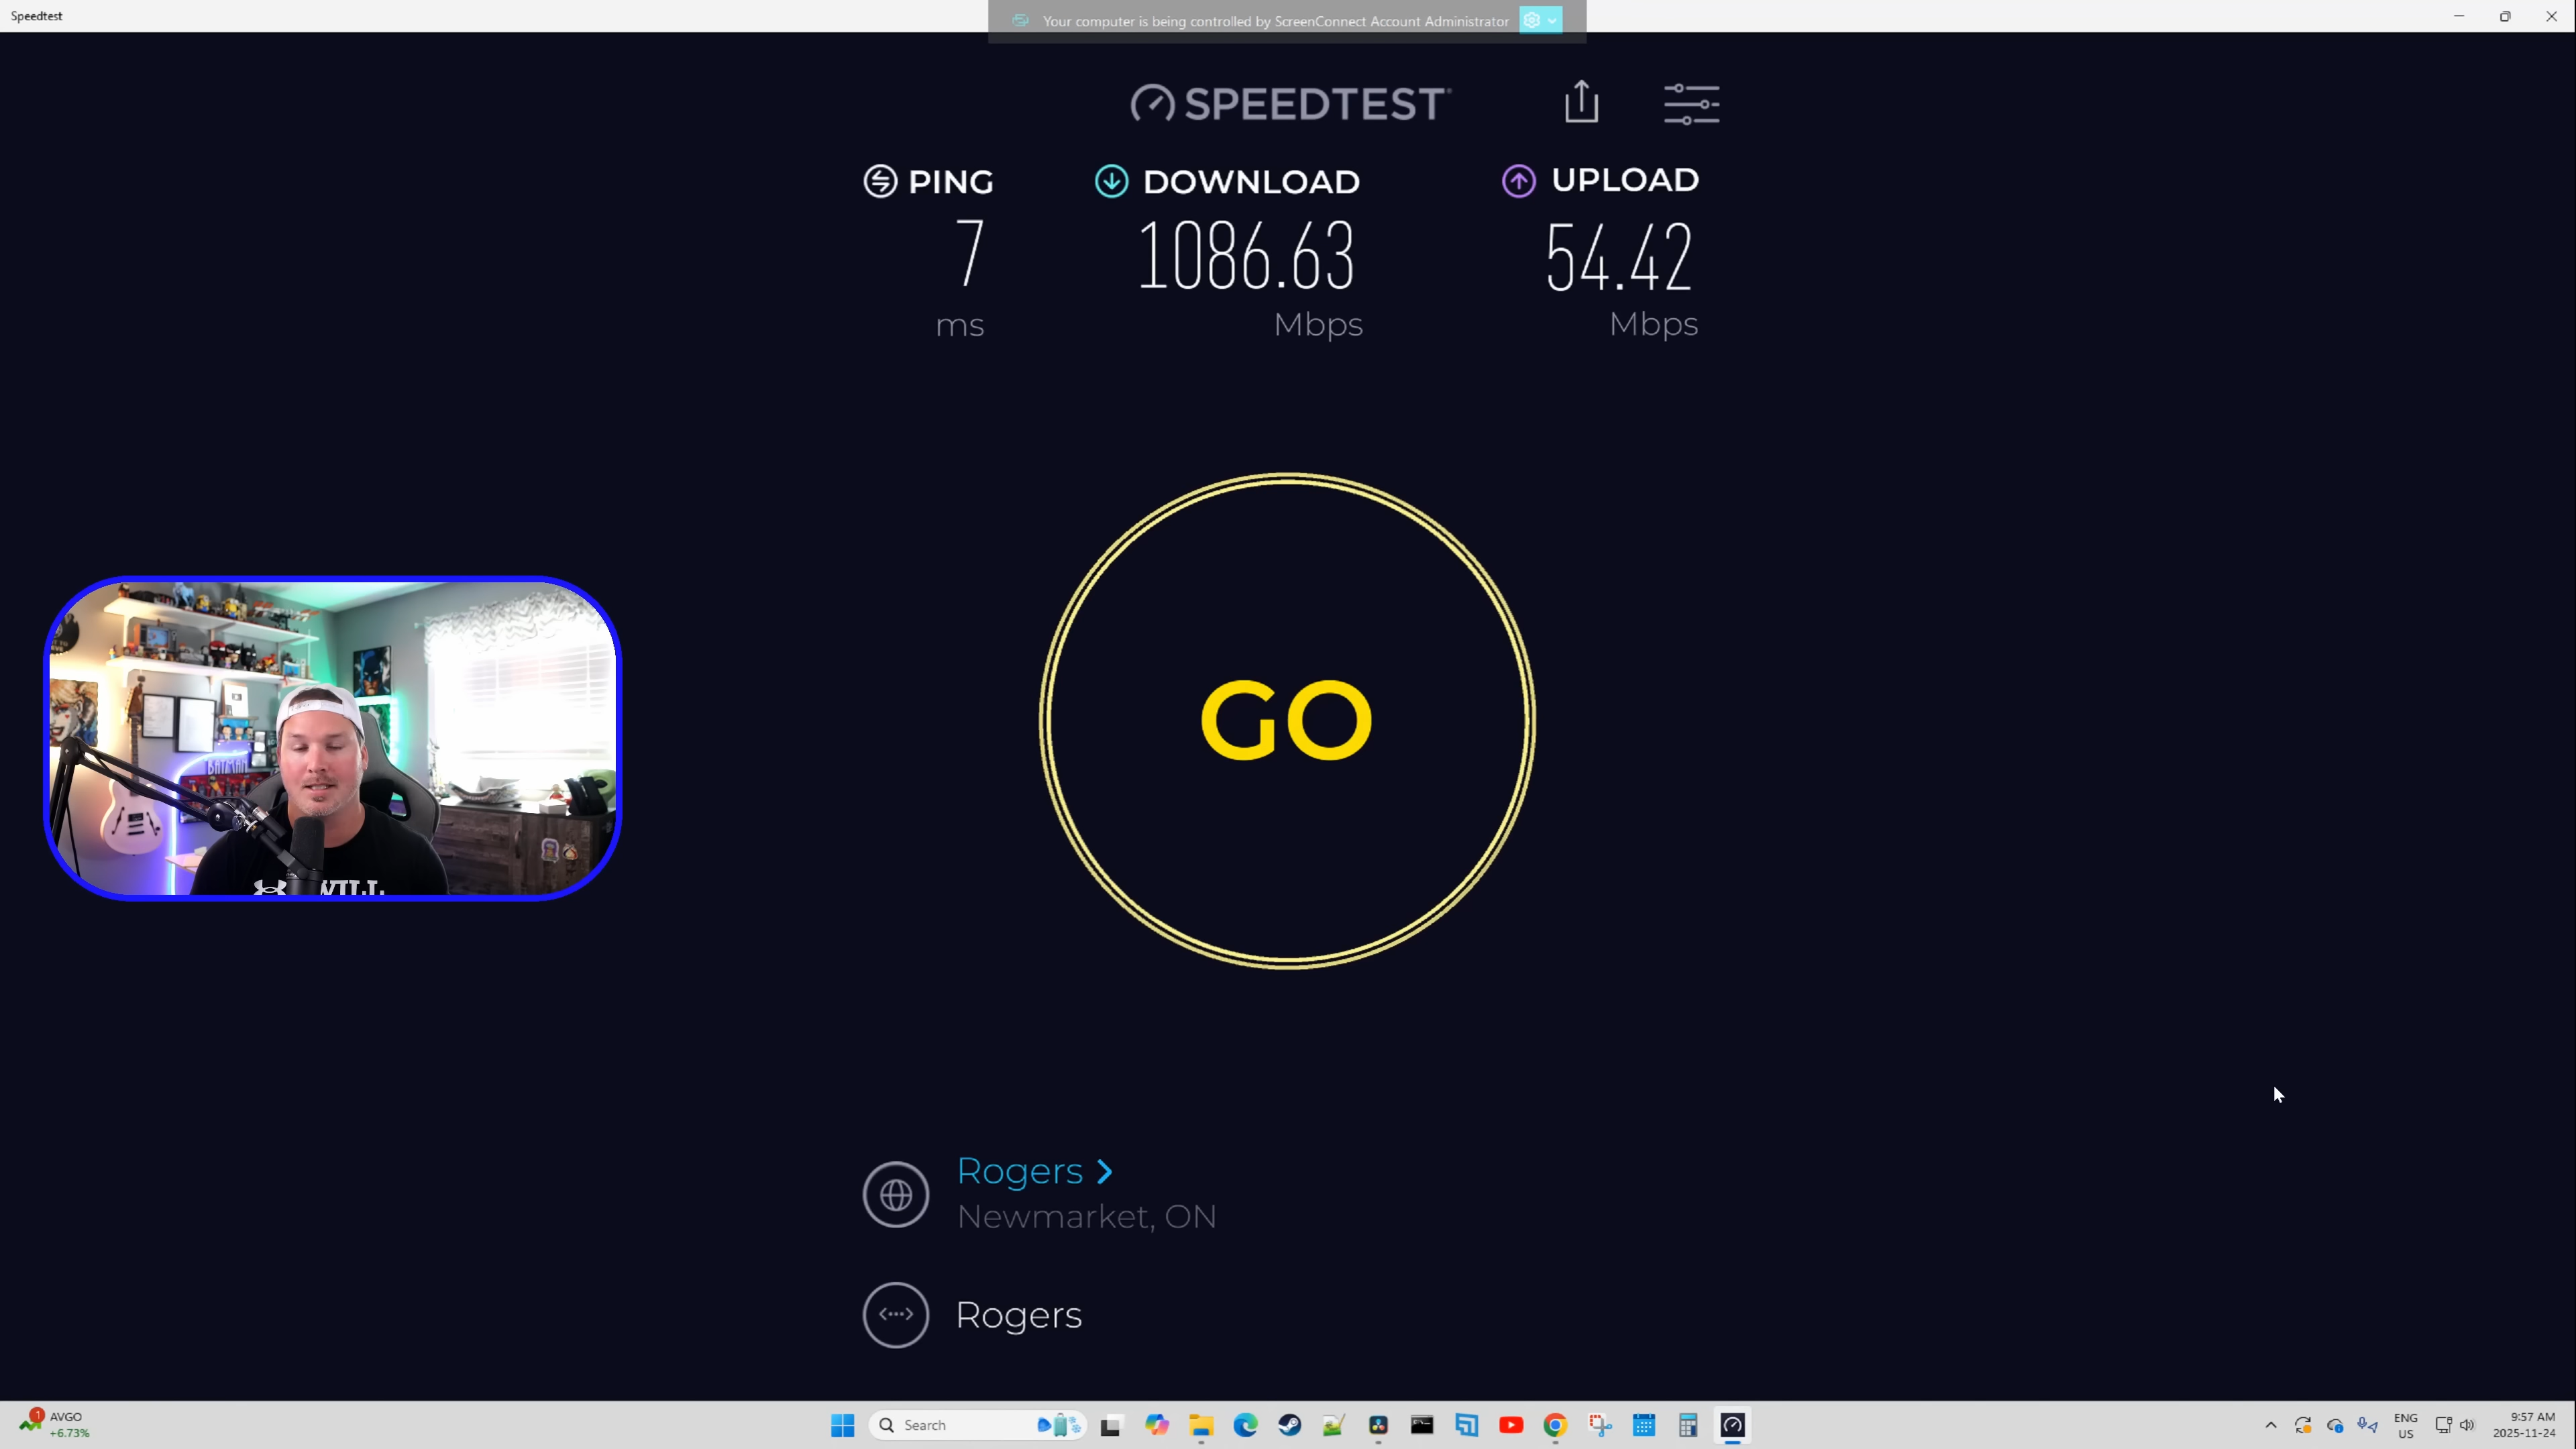 Speedtest
Your computer is being controlled by ScreenConnect Account Administrator
SPEEDTEST
PING
DOWNLOAD
UPLOAD
7
1086.63
54.42
ms
Mbps
Mbps
GO
BATMAN
Rogers
Newmarket, ON
Rogers
1
AVGO
+6.73%
Search
ENG
US
9:57 AM
2025-11-24